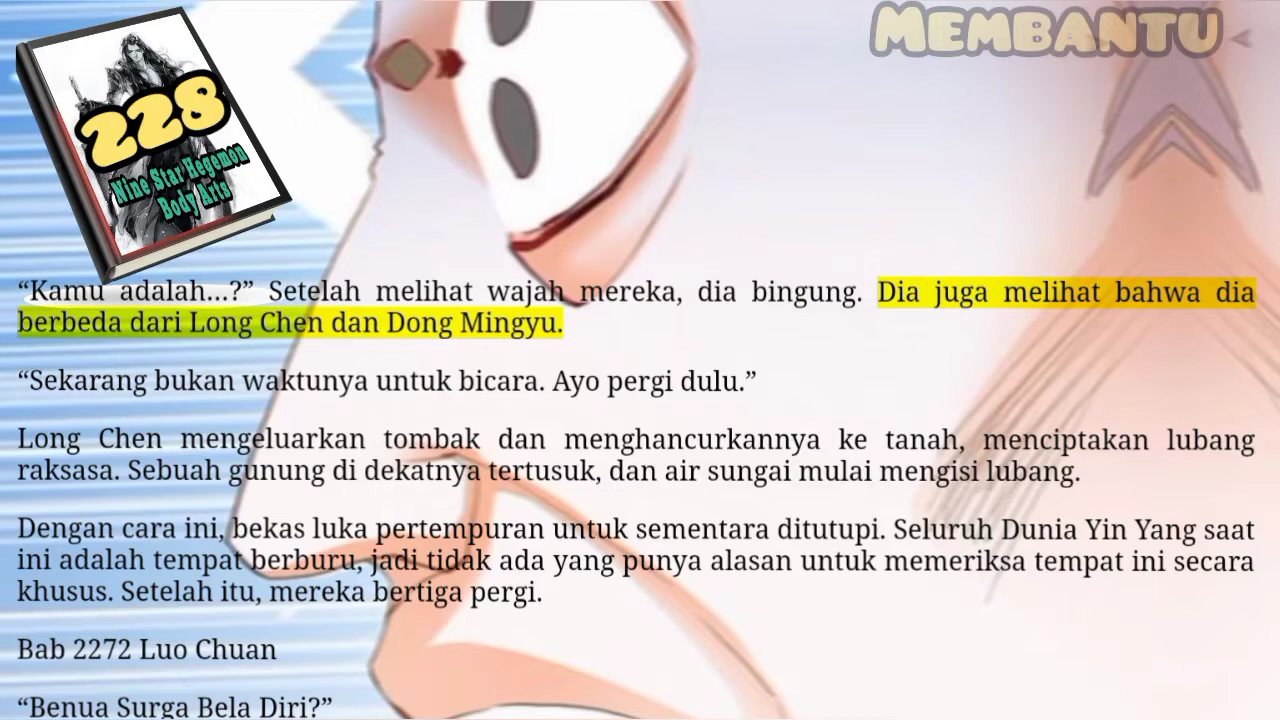 MEMBANTU
228
Nine Star Hegemon
Body Arts
“Kamu adalah...?” Setelah melihat wajah mereka, dia bingung. Dia juga melihat bahwa dia
berbeda dari Long Chen dan Dong Mingyu.
“Sekarang bukan waktunya untuk bicara. Ayo pergi dulu.”
Long Chen mengeluarkan tombak dan menghancurkannya ke tanah, menciptakan lubang
raksasa. Sebuah gunung di dekatnya tertusuk, dan air sungai mulai mengisi lubang.
Dengan cara ini, bekas luka pertempuran untuk sementara ditutupi. Seluruh Dunia Yin Yang saat
ini adalah tempat berburu, jadi tidak ada yang punya alasan untuk memeriksa tempat ini secara
khusus. Setelah itu, mereka bertiga pergi.
Bab 2272 Luo Chuan
“Benua Surga Bela Diri?”